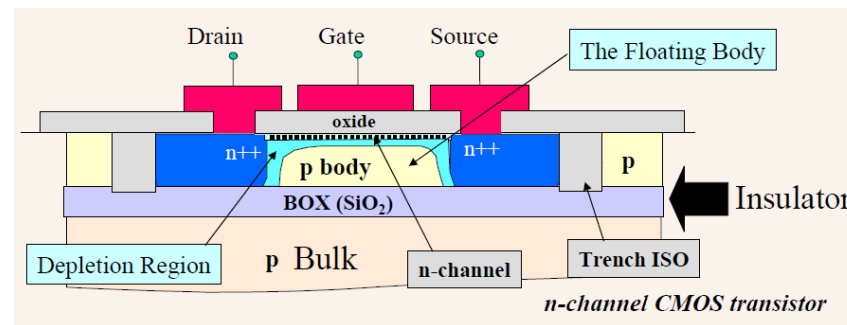 Drain
Gate
Source
The Floating Body
oxide
n++
n++
p body
p
BOX (SiO₂)
Insulator
Depletion Region
p Bulk
n-channel
Trench ISO
n-channel CMOS transistor